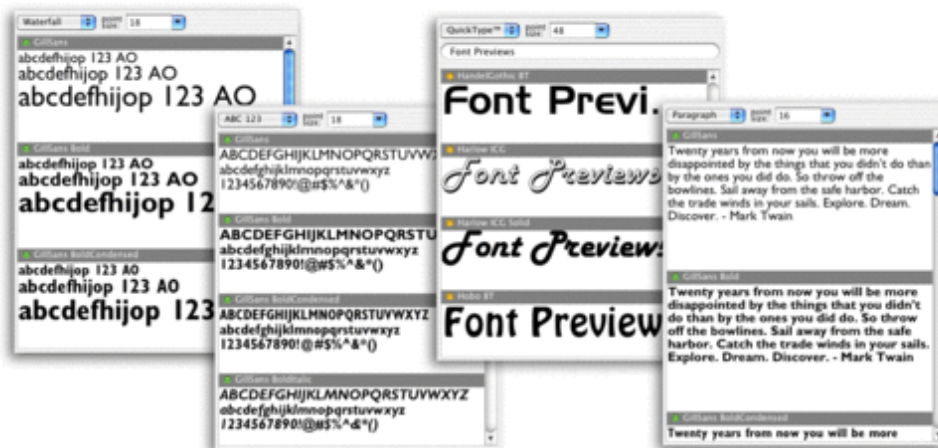 Waterfall point size: 18
GillSans
abcdefhijop 123 AO
abcdefhijop 123 AO
abcdefhijop 123 AO
GillSans Bold
abcdefhijop 123 AO
abcdefhijop 123 AO
abcdefhijop 12
GillSans BoldCondensed
abcdefhijop 123 AO
abcdefhijop 123 AO
abcdefhijop 123
ABC 123 point size: 18
GillSans
ABCDEFGHIJKLMNOPQRSTUVWXYZ
abcdefghijklmnopqrstuvwxyz
1234567890!@#$%^&*()
GillSans Bold
ABCDEFGHIJKLMNOPQRSTU
abcdefghijklmnopqrstuvwxyz
1234567890!@#$%^&*()
GillSans BoldCondensed
ABCDEFGHIJKLMNOPQRSTUVWXYZ
abcdefghijklmnopqrstuvwxyz
1234567890!@#$%^&*()
GillSans BoldItalic
ABCDEFGHIJKLMNOPQRSTUVWXYZ
abcdefghijklmnopqrstuvwxyz
1234567890!@#$%^&*()
QuickType™ point size: 48
Font Previews
HandelGothic BT
Font Previ.
Harlow ICG
Font Previews
Harlow ICG Solid
Font Previews
Hobo BT
Font Preview
Paragraph point size: 16
GillSans
Twenty years from now you will be more
disappointed by the things that you didn't do than
by the ones you did do. So throw off the
bowlines. Sail away from the safe harbor. Catch
the trade winds in your sails. Explore. Dream.
Discover. - Mark Twain
GillSans Bold
Twenty years from now you will be more
disappointed by the things that you didn't
do than by the ones you did do. So throw
off the bowlines. Sail away from the safe
harbor. Catch the trade winds in your sails.
Explore. Dream. Discover. - Mark Twain
GillSans BoldCondensed
Twenty years from now you will be more